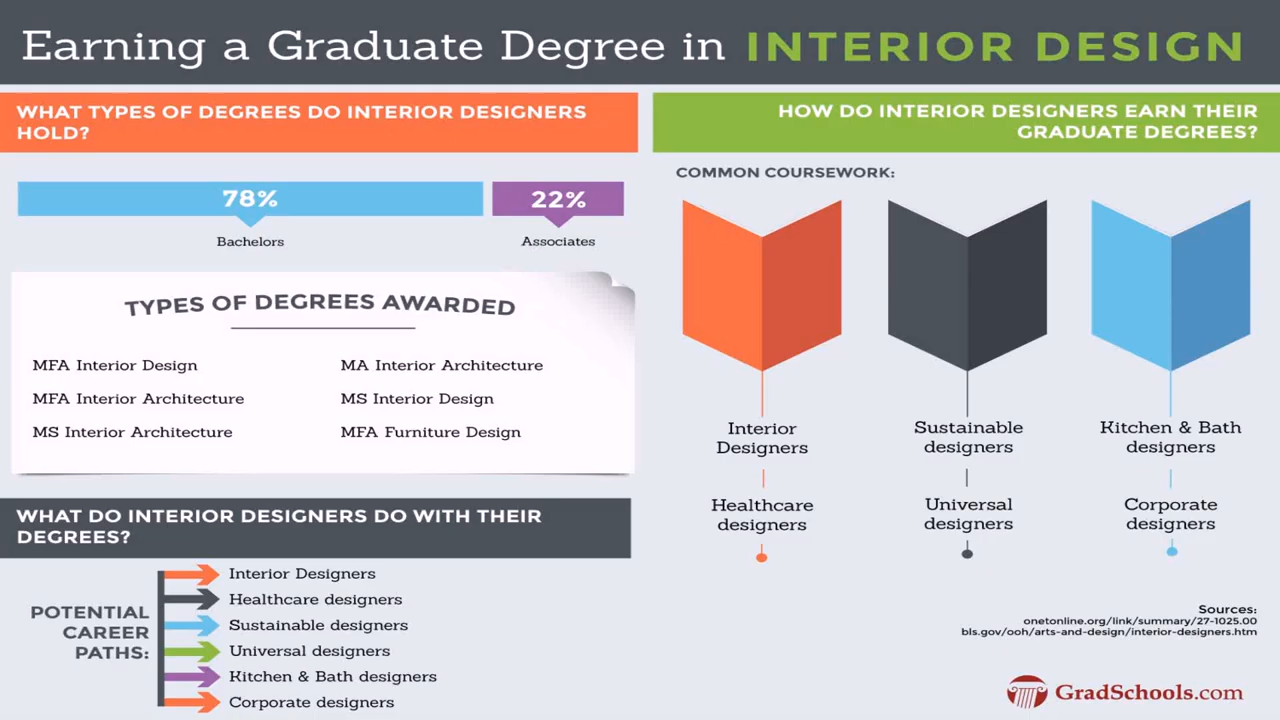 Earning a Graduate Degree in INTERIOR DESIGN
WHAT TYPES OF DEGREES DO INTERIOR DESIGNERS
HOLD?
78%
22%
Bachelors
Associates
TYPES OF DEGREES AWARDED
MFA Interior Design
MA Interior Architecture
MFA Interior Architecture
MS Interior Design
MS Interior Architecture
MFA Furniture Design
WHAT DO INTERIOR DESIGNERS DO WITH THEIR
DEGREES?
POTENTIAL
CAREER
PATHS:
Interior Designers
Healthcare designers
Sustainable designers
Universal designers
Kitchen & Bath designers
Corporate designers
HOW DO INTERIOR DESIGNERS EARN THEIR
GRADUATE DEGREES?
COMMON COURSEWORK:
Interior
Designers
Healthcare
designers
Sustainable
designers
Universal
designers
Kitchen & Bath
designers
Corporate
designers
Sources:
onetonline.org/link/summary/27-1025.00
bls.gov/ooh/arts-and-design/interior-designers.htm
GradSchools.com